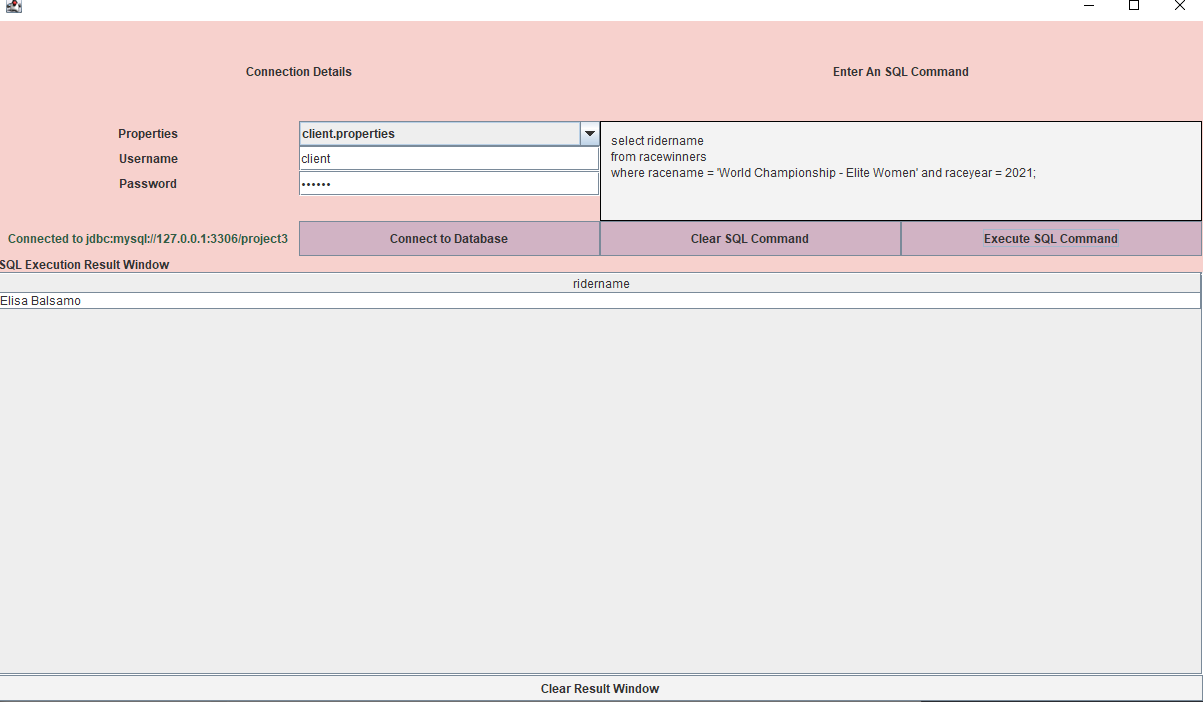 Connection Details
Enter An SQL Command
Properties
client.properties
Username
client
Password
••••••
select ridername
from racewinners
where racename = 'World Championship - Elite Women' and raceyear = 2021;
Connected to jdbc:mysql://127.0.0.1:3306/project3
Connect to Database
Clear SQL Command
Execute SQL Command
SQL Execution Result Window
ridername
Elisa Balsamo
Clear Result Window